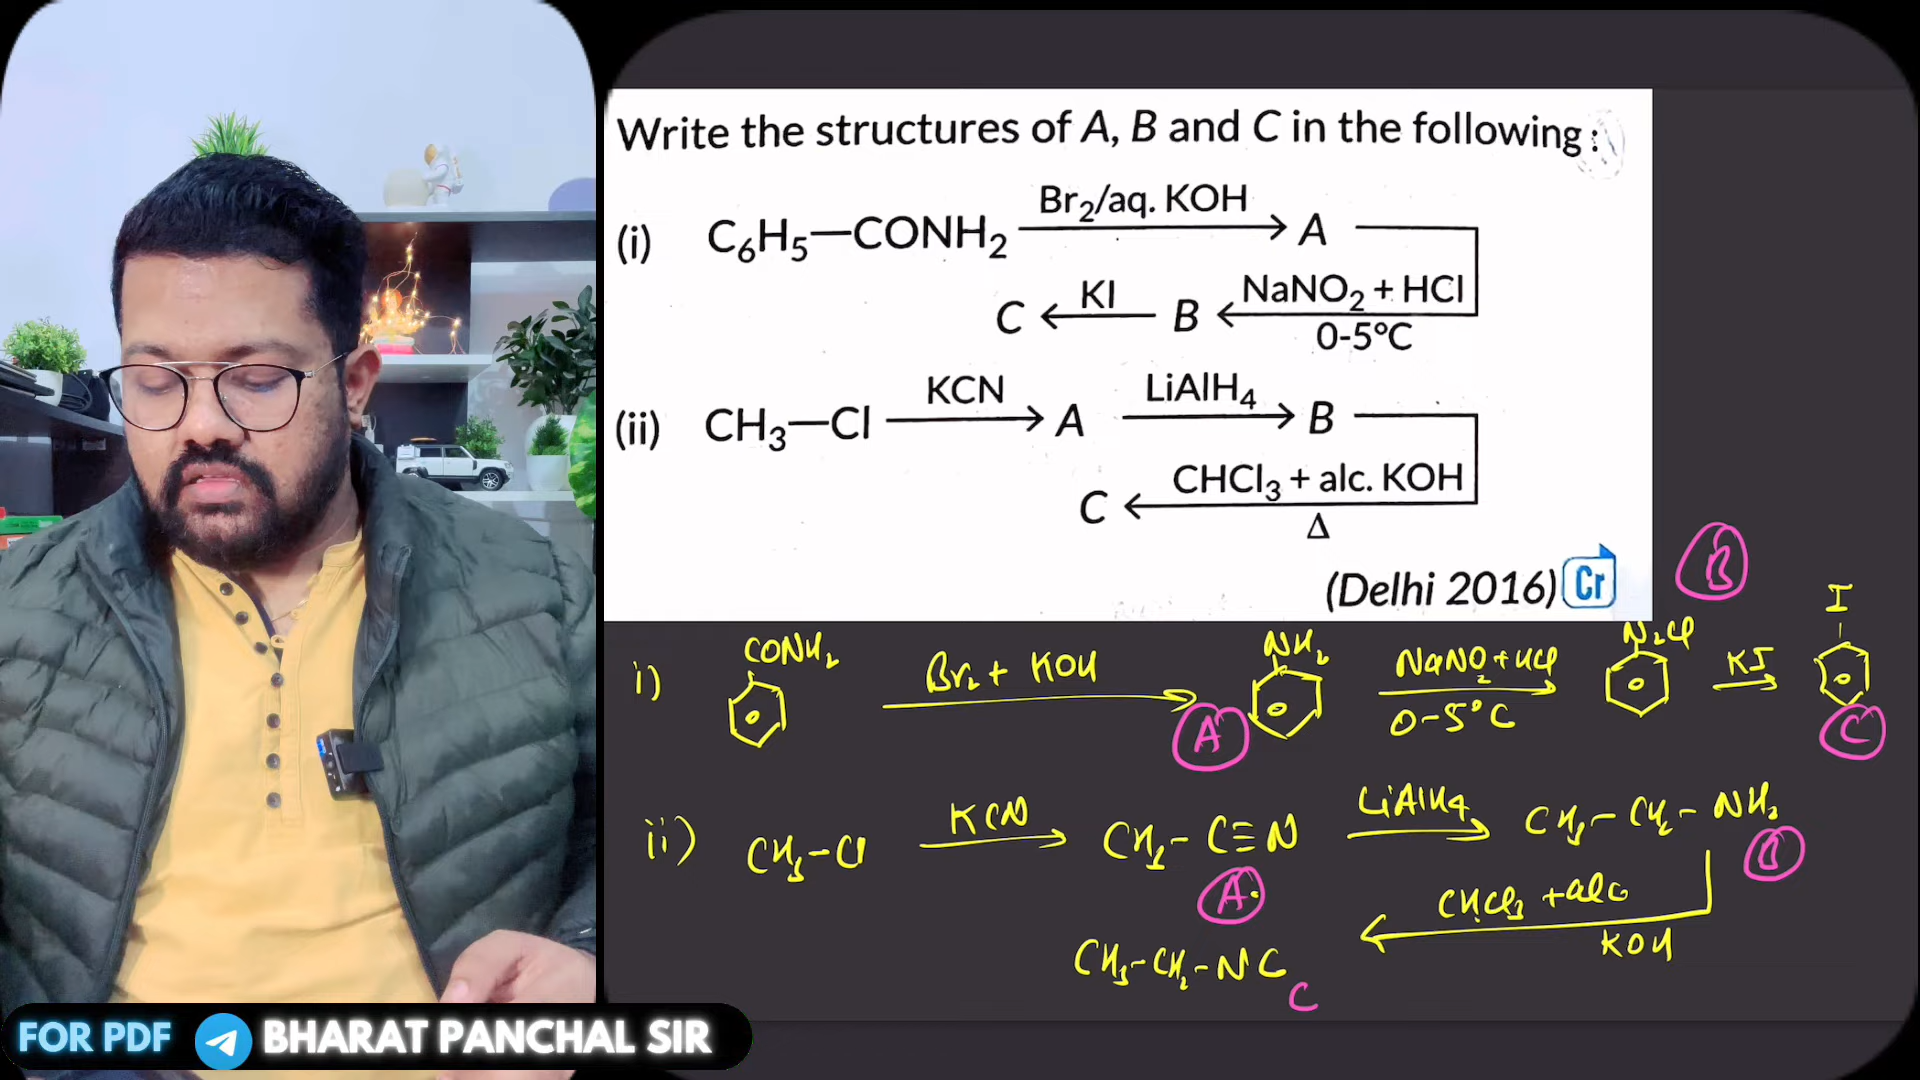 Write the structures of A, B and C in the following:
(i) C₆H₅—CONH₂ Br₂/aq. KOH → A
C ← KI B ← NaNO₂ + HCl 0-5°C
(ii) CH₃—Cl KCN → A LiAlH₄ → B
C ← CHCl₃ + alc. KOH Δ
(Delhi 2016) Cr
B
i) CONH₂ Br₂ + KOH → A NH₂ NaNO₂ + HCl 0-5°C → N₂Cl KI → I
C
ii) CH₃-Cl KCN → CH₃-C≡N LiAlH₄ → CH₃-CH₂-NH₂
A B
CHCl₃ + alc KOH ←
CH₃-CH₂-NC C
FOR PDF BHARAT PANCHAL SIR